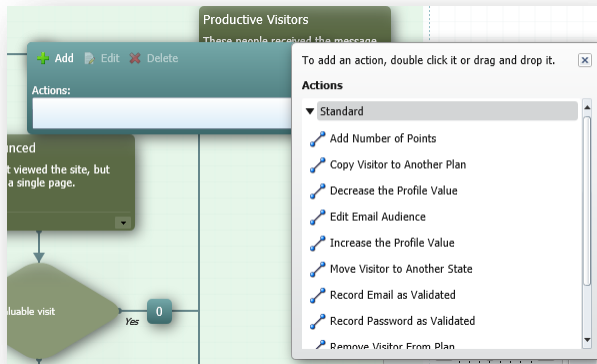 Productive Visitors
These people received the message
Add Edit Delete
Actions:
To add an action, double click it or drag and drop it.
Actions
Standard
Add Number of Points
Copy Visitor to Another Plan
Decrease the Profile Value
Edit Email Audience
Increase the Profile Value
Move Visitor to Another State
Record Email as Validated
Record Password as Validated
Remove Visitor From Plan
viewed the site, but
a single page.
visit
Yes
0